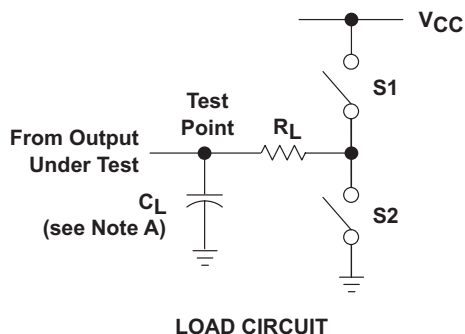 VCC
S1
Test
Point
RL
From Output
Under Test
CL
(see Note A)
S2
LOAD CIRCUIT